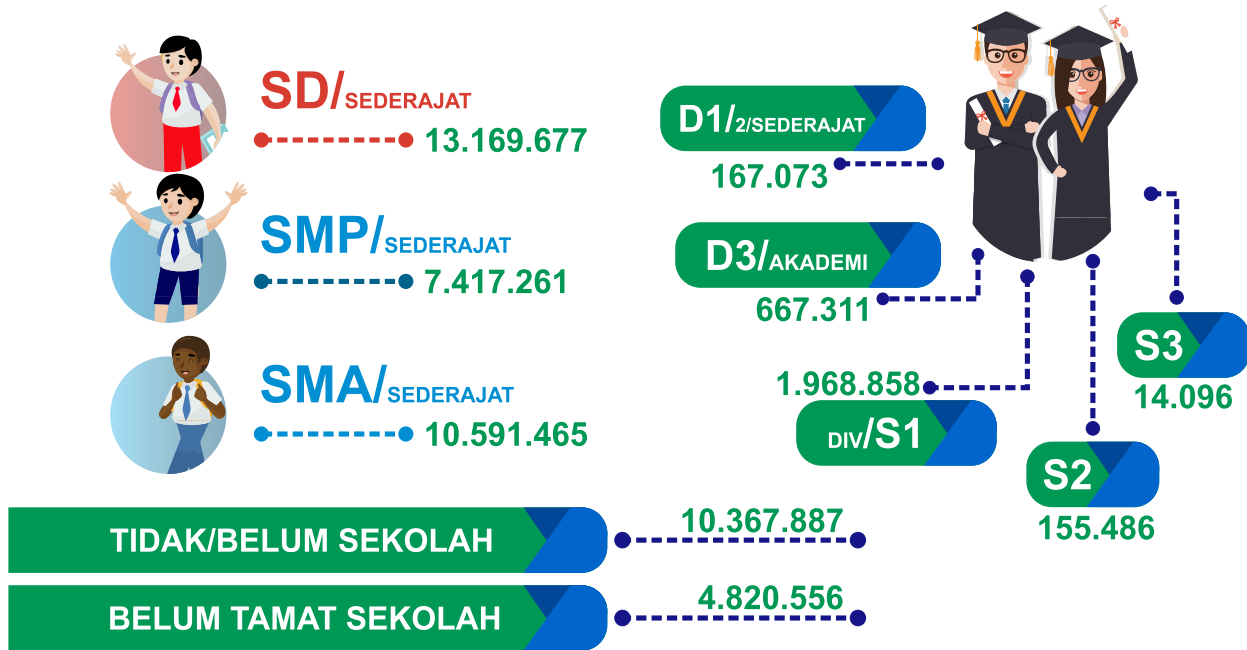 SD/SEDERAJAT
13.169.677
SMP/SEDERAJAT
7.417.261
SMA/SEDERAJAT
10.591.465
D1/2/SEDERAJAT
167.073
D3/AKADEMI
667.311
1.968.858
DIV/S1
S2
155.486
S3
14.096
TIDAK/BELUM SEKOLAH
10.367.887
BELUM TAMAT SEKOLAH
4.820.556